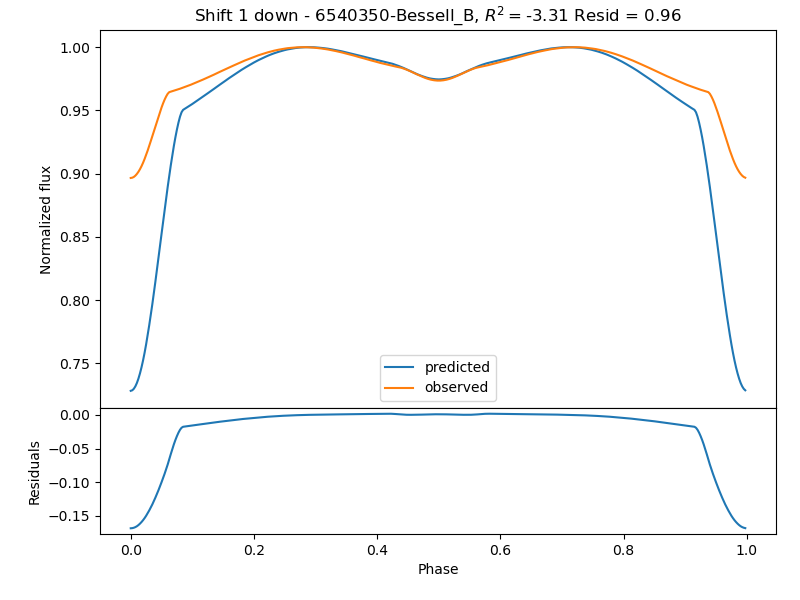 Shift 1 down - 6540350-Bessell_B, R² = -3.31 Resid = 0.96
1.00
0.95
0.90
0.85
0.80
0.75
Normalized flux
predicted
observed
0.00
−0.05
−0.10
−0.15
Residuals
0.0 0.2 0.4 0.6 0.8 1.0
Phase